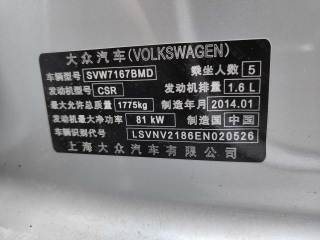 大众汽车(VOLKSWAGEN)
车辆型号 SVW7167BMD 乘坐人数 5
发动机型号 CSR 发动机排量 1.6 L
最大允许总质量 1775kg 制造年月 2014.01
发动机最大净功率 81 kW 制造国 中国
车辆识别代号 LSVNV2186EN020526
上海大众汽车有限公司